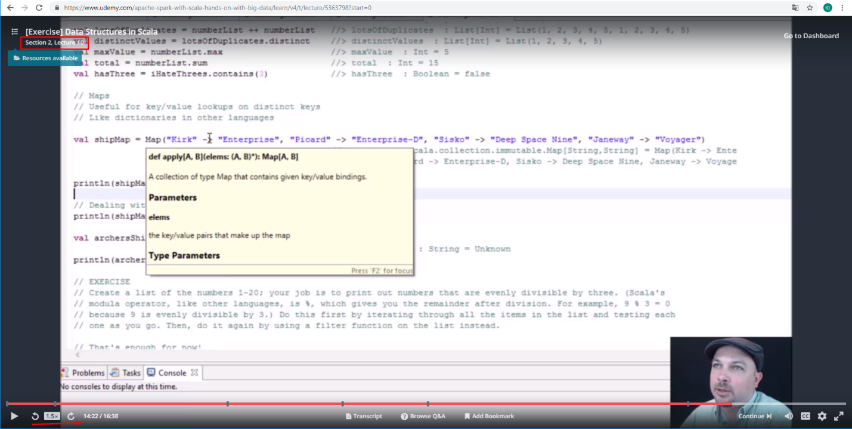 https://www.udemy.com/apache-spark-with-scala-hands-on-with-big-data/learn/v4/t/lecture/5363798?start=0
[Exercise] Data Structures in Scala
Go to Dashboard
Section 2, Lecture
Resources available
= numberList ++ numberList //> lotsOfDuplicates : List[Int] = List(1, 2, 3, 4, 5, 1, 2, 3, 4, 5)
distinctValues = lotsOfDuplicates.distinct //> distinctValues : List[Int] = List(1, 2, 3, 4, 5)
val maxValue = numberList.max //> maxValue : Int = 5
val total = numberList.sum //> total : Int = 15
val hasThree = iHateThrees.contains(3) //> hasThree : Boolean = false
// Maps
// Useful for key/value lookups on distinct keys
// Like dictionaries in other languages
val shipMap = Map("Kirk" -> "Enterprise", "Picard" -> "Enterprise-D", "Sisko" -> "Deep Space Nine", "Janeway" -> "Voyager")
def apply[A, B](elems: (A, B)*): Map[A, B]
cala.collection.immutable.Map[String,String] = Map(Kirk -> Ente
rd -> Enterprise-D, Sisko -> Deep Space Nine, Janeway -> Voyage
A collection of type Map that contains given key/value bindings.
println(shipMa
Parameters
// Dealing wit
elems
println(shipMa
the key/value pairs that make up the map
val archersShi
: String = Unknown
Type Parameters
println(archer
Press 'F2' for focus
// EXERCISE
// Create a list of the numbers 1-20; your job is to print out numbers that are evenly divisible by three. (Scala's
// modula operator, like other languages, is %, which gives you the remainder after division. For example, 9 % 3 = 0
// because 9 is evenly divisible by 3.) Do this first by iterating through all the items in the list and testing each
// one as you go. Then, do it again by using a filter function on the list instead.
// That's enough for now!
Problems Tasks Console
No consoles to display at this time.
1.5x 14:22 / 16:38 Transcript Browse Q&A Add Bookmark Continue